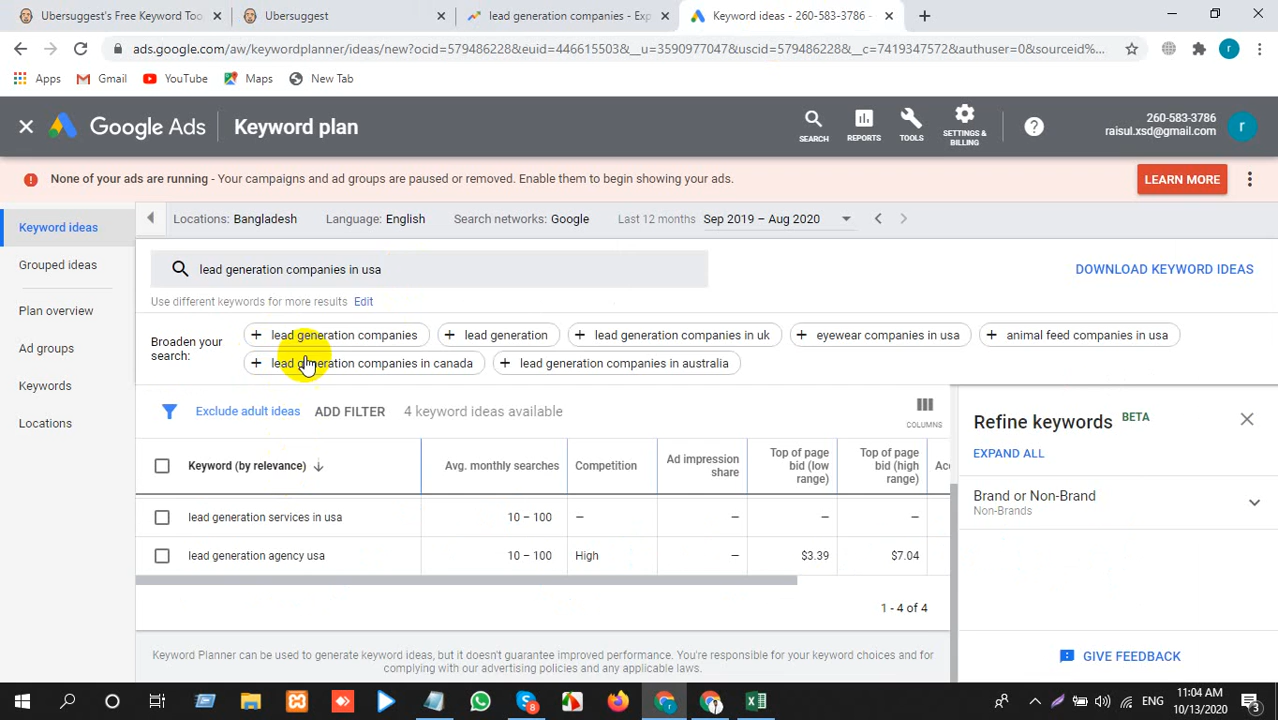 Ubersuggest's Free Keyword Too
Ubersuggest
lead generation companies - Exp
Keyword ideas - 260-583-3786 -
ads.google.com/aw/keywordplanner/ideas/new?ocid=579486228&euid=446615503&__u=3590977047&uscid=579486228&__c=7419347572&authuser=0&sourceid%...
r
Apps
Gmail
YouTube
Maps
New Tab
Google Ads
Keyword plan
SEARCH
REPORTS
TOOLS
SETTINGS &
BILLING
260-583-3786
raisul.xsd@gmail.com
r
None of your ads are running - Your campaigns and ad groups are paused or removed. Enable them to begin showing your ads.
LEARN MORE
Keyword ideas
Grouped ideas
Plan overview
Ad groups
Keywords
Locations
Locations: Bangladesh
Language: English
Search networks: Google
Last 12 months
Sep 2019 – Aug 2020
lead generation companies in usa
DOWNLOAD KEYWORD IDEAS
Use different keywords for more results
Edit
Broaden your
search:
+ lead generation companies
+ lead generation
+ lead generation companies in uk
+ eyewear companies in usa
+ animal feed companies in usa
+ lead generation companies in canada
+ lead generation companies in australia
Exclude adult ideas
ADD FILTER
4 keyword ideas available
COLUMNS
Keyword (by relevance)
Avg. monthly searches
Competition
Ad impression
share
Top of page
bid (low
range)
Top of page
bid (high
range)
Acc
lead generation services in usa
10 – 100
–
–
–
–
lead generation agency usa
10 – 100
High
–
$3.39
$7.04
1 - 4 of 4
Keyword Planner can be used to generate keyword ideas, but it doesn't guarantee improved performance. You're responsible for your keyword choices and for
complying with our advertising policies and any applicable laws.
Refine keywords BETA
EXPAND ALL
Brand or Non-Brand
Non-Brands
GIVE FEEDBACK
ENG
11:04 AM
10/13/2020
3